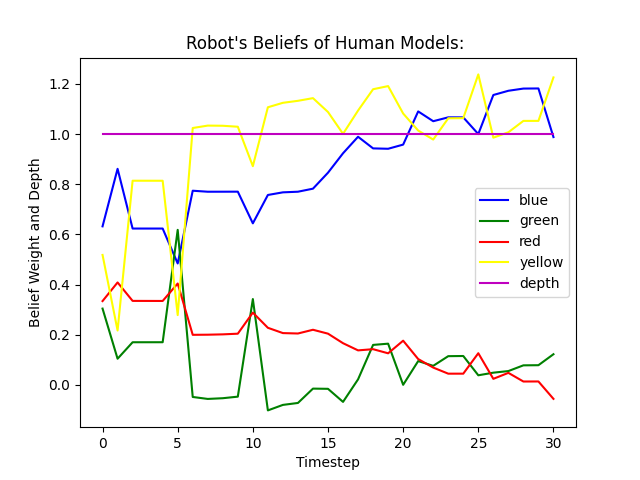 Robot's Beliefs of Human Models:
Belief Weight and Depth
1.2
1.0
0.8
0.6
0.4
0.2
0.0
blue
green
red
yellow
depth
0 5 10 15 20 25 30
Timestep